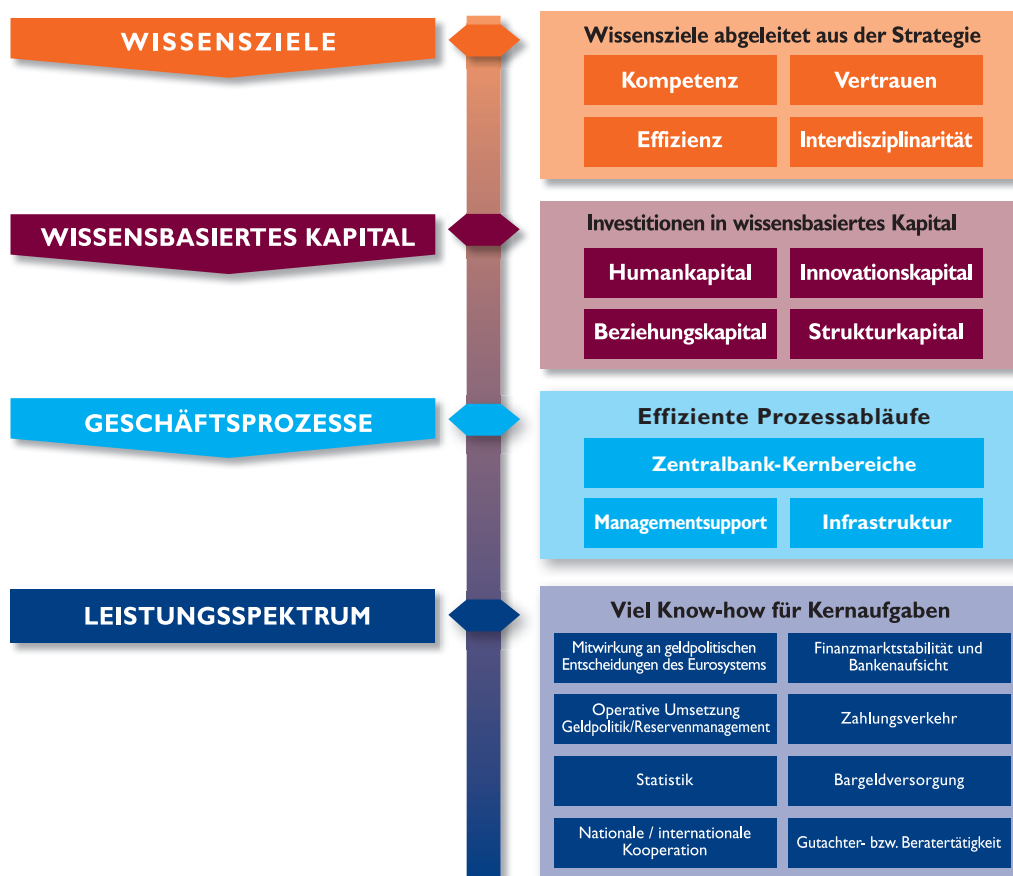 WISSENSZIELE
Wissensziele abgeleitet aus der Strategie
Kompetenz
Vertrauen
Effizienz
Interdisziplinarität
WISSENSBASIERTES KAPITAL
Investitionen in wissensbasiertes Kapital
Humankapital
Innovationskapital
Beziehungskapital
Strukturkapital
GESCHÄFTSPROZESSE
Effiziente Prozessabläufe
Zentralbank-Kernbereiche
Managementsupport
Infrastruktur
LEISTUNGSSPEKTRUM
Viel Know-how für Kernaufgaben
Mitwirkung an geldpolitischen
Entscheidungen des Eurosystems
Finanzmarktstabilität und
Bankenaufsicht
Operative Umsetzung
Geldpolitik/Reservenmanagement
Zahlungsverkehr
Statistik
Bargeldversorgung
Nationale / internationale
Kooperation
Gutachter- bzw. Beratertätigkeit